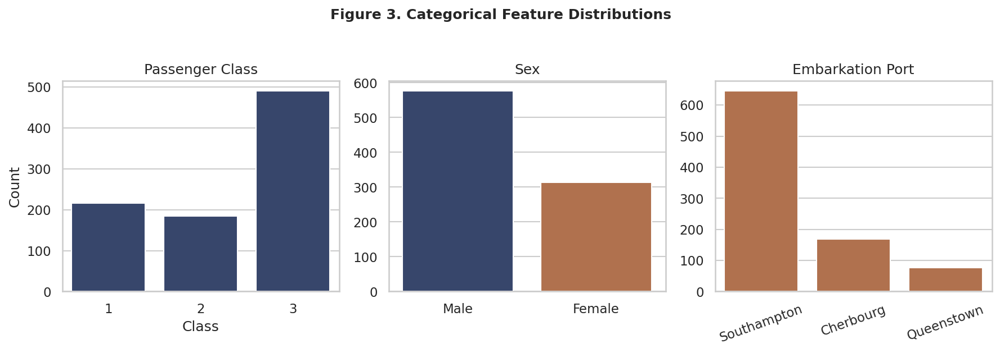 Figure 3. Categorical Feature Distributions
Passenger Class
500
400
300
200
100
0
Count
1 2 3
Class
Sex
600
500
400
300
200
100
0
Male Female
Embarkation Port
600
500
400
300
200
100
0
Southampton Cherbourg Queenstown